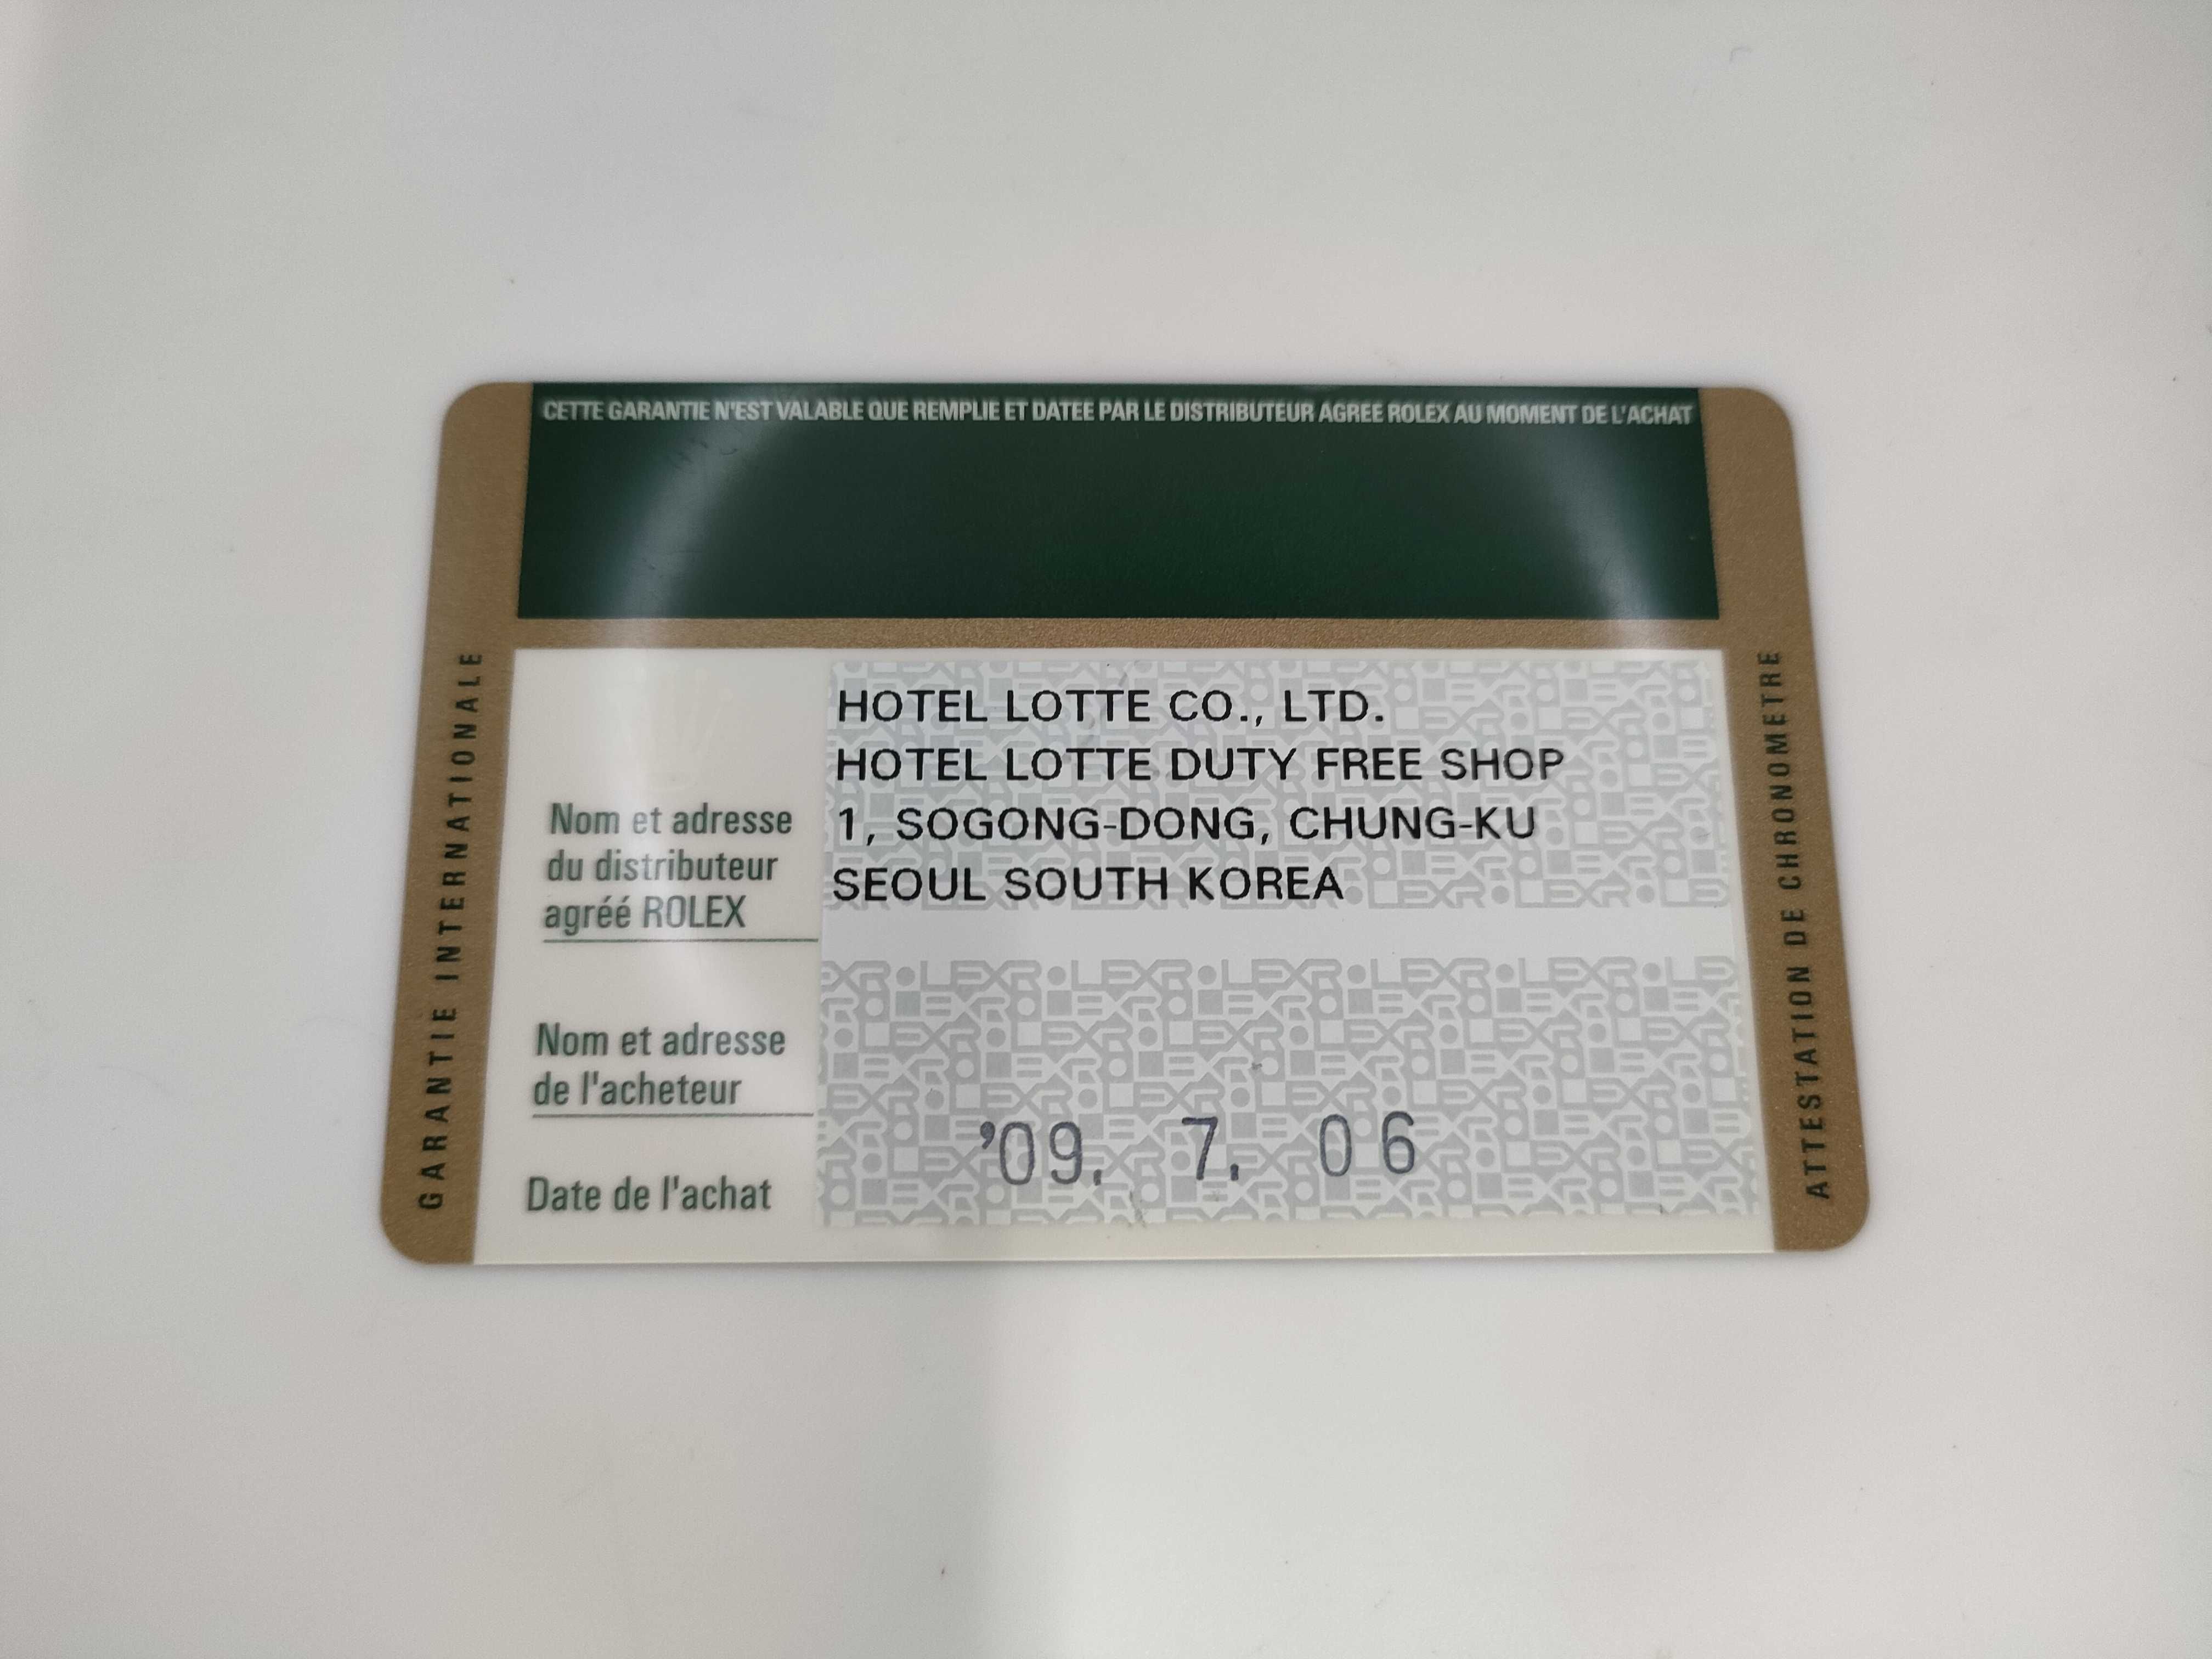 CETTE GARANTIE N'EST VALABLE QUE REMPLIE ET DATEE PAR LE DISTRIBUTEUR AGREE ROLEX AU MOMENT DE L'ACHAT
GARANTIE INTERNATIONALE
Nom et adresse
du distributeur
agréé ROLEX
HOTEL LOTTE CO., LTD.
HOTEL LOTTE DUTY FREE SHOP
1, SOGONG-DONG, CHUNG-KU
SEOUL SOUTH KOREA
Nom et adresse
de l'acheteur
Date de l'achat
'09. 7. 06
ATTESTATION DE CHRONOMETRE